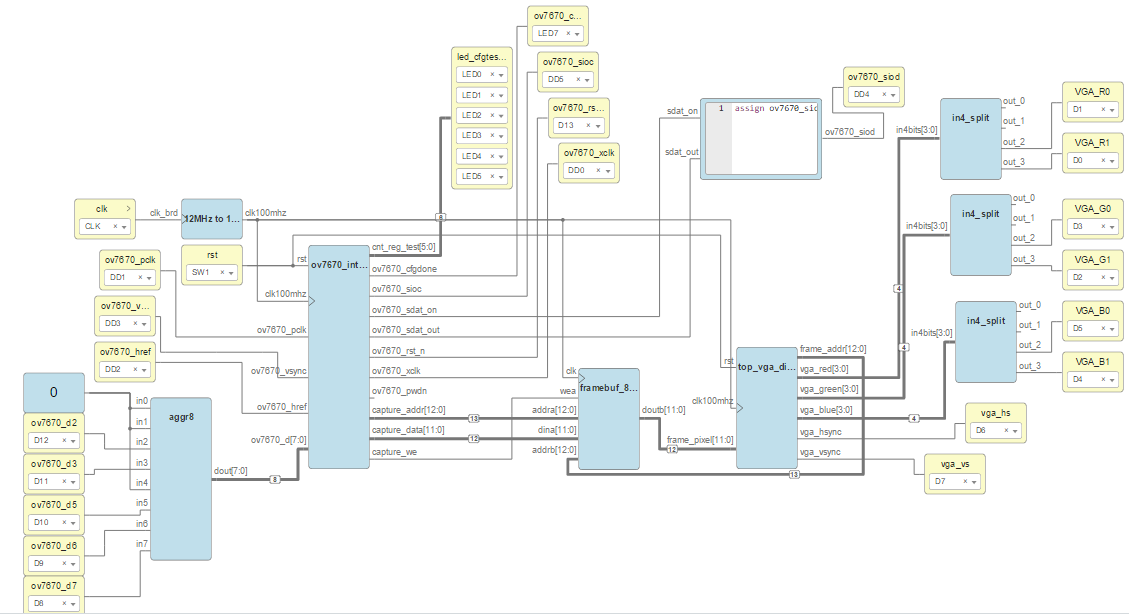 ov7670_c...
LED7
led_cfgtes...
LED0
LED1
LED2
LED3
LED4
LED5
ov7670_sioc
DD5
ov7670_rs...
D13
ov7670_xclk
DD0
ov7670_siod
DD4
sdat_on
sdat_out
1 assign ov7670_sio
ov7670_siod
in4bits[3:0]
in4_split
out_0
out_1
out_2
out_3
VGA_R0
D1
VGA_R1
D0
in4bits[3:0]
in4_split
out_0
out_1
out_2
out_3
VGA_G0
D3
VGA_G1
D2
in4bits[3:0]
in4_split
out_0
out_1
out_2
out_3
VGA_B0
D5
VGA_B1
D4
clk
CLK
clk_brd
12MHz to 1...
clk100mhz
6
rst
SW1
ov7670_pclk
DD1
ov7670_v...
DD3
ov7670_href
DD2
rst
clk100mhz
ov7670_pclk
ov7670_vsync
ov7670_href
ov7670_d[7:0]
ov7670_int...
cnt_reg_test[5:0]
ov7670_cfgdone
ov7670_sioc
ov7670_sdat_on
ov7670_sdat_out
ov7670_rst_n
ov7670_xclk
ov7670_pwdn
capture_addr[12:0]
capture_data[11:0]
capture_we
13
12
clk
wea
addra[12:0]
dina[11:0]
addrb[12:0]
framebuf_8...
doutb[11:0]
12
rst
clk100mhz
frame_pixel[11:0]
top_vga_di...
frame_addr[12:0]
vga_red[3:0]
vga_green[3:0]
vga_blue[3:0]
vga_hsync
vga_vsync
4
4
4
13
vga_hs
D6
vga_vs
D7
0
ov7670_d2
D12
ov7670_d3
D11
ov7670_d5
D10
ov7670_d6
D9
ov7670_d7
D8
in0
in1
in2
in3
in4
in5
in6
in7
aggr8
dout[7:0]
8